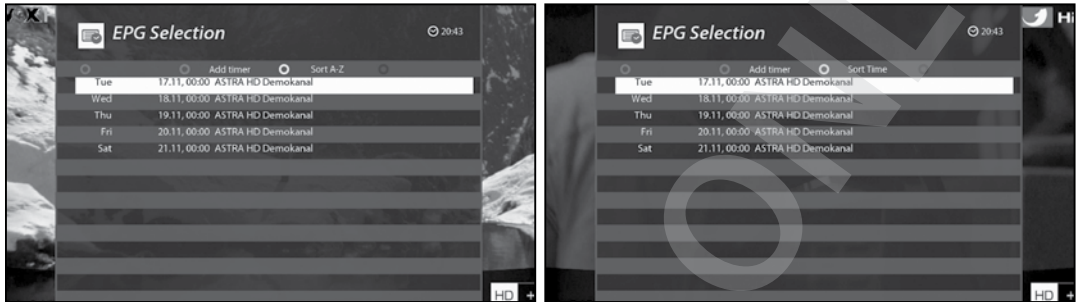 EPG Selection
20:43
Add timer Sort A-Z
Tue 17.11, 00:00 ASTRA HD Demokanal
Wed 18.11, 00:00 ASTRA HD Demokanal
Thu 19.11, 00:00 ASTRA HD Demokanal
Fri 20.11, 00:00 ASTRA HD Demokanal
Sat 21.11, 00:00 ASTRA HD Demokanal
HD +
Hi
EPG Selection
20:43
Add timer Sort Time
Tue 17.11, 00:00 ASTRA HD Demokanal
Wed 18.11, 00:00 ASTRA HD Demokanal
Thu 19.11, 00:00 ASTRA HD Demokanal
Fri 20.11, 00:00 ASTRA HD Demokanal
Sat 21.11, 00:00 ASTRA HD Demokanal
HD +